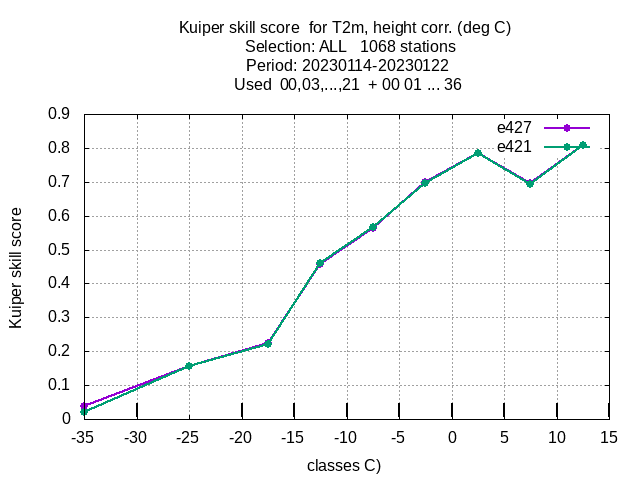 Kuiper skill score  for T2m, height corr. (deg C)
Selection: ALL   1068 stations
Period: 20230114-20230122
Used  00,03,...,21  + 00 01 ... 36
e427
e421
0.9
0.8
0.7
0.6
0.5
0.4
0.3
0.2
0.1
0
Kuiper skill score
-35 -30 -25 -20 -15 -10 -5 0 5 10 15
classes C)